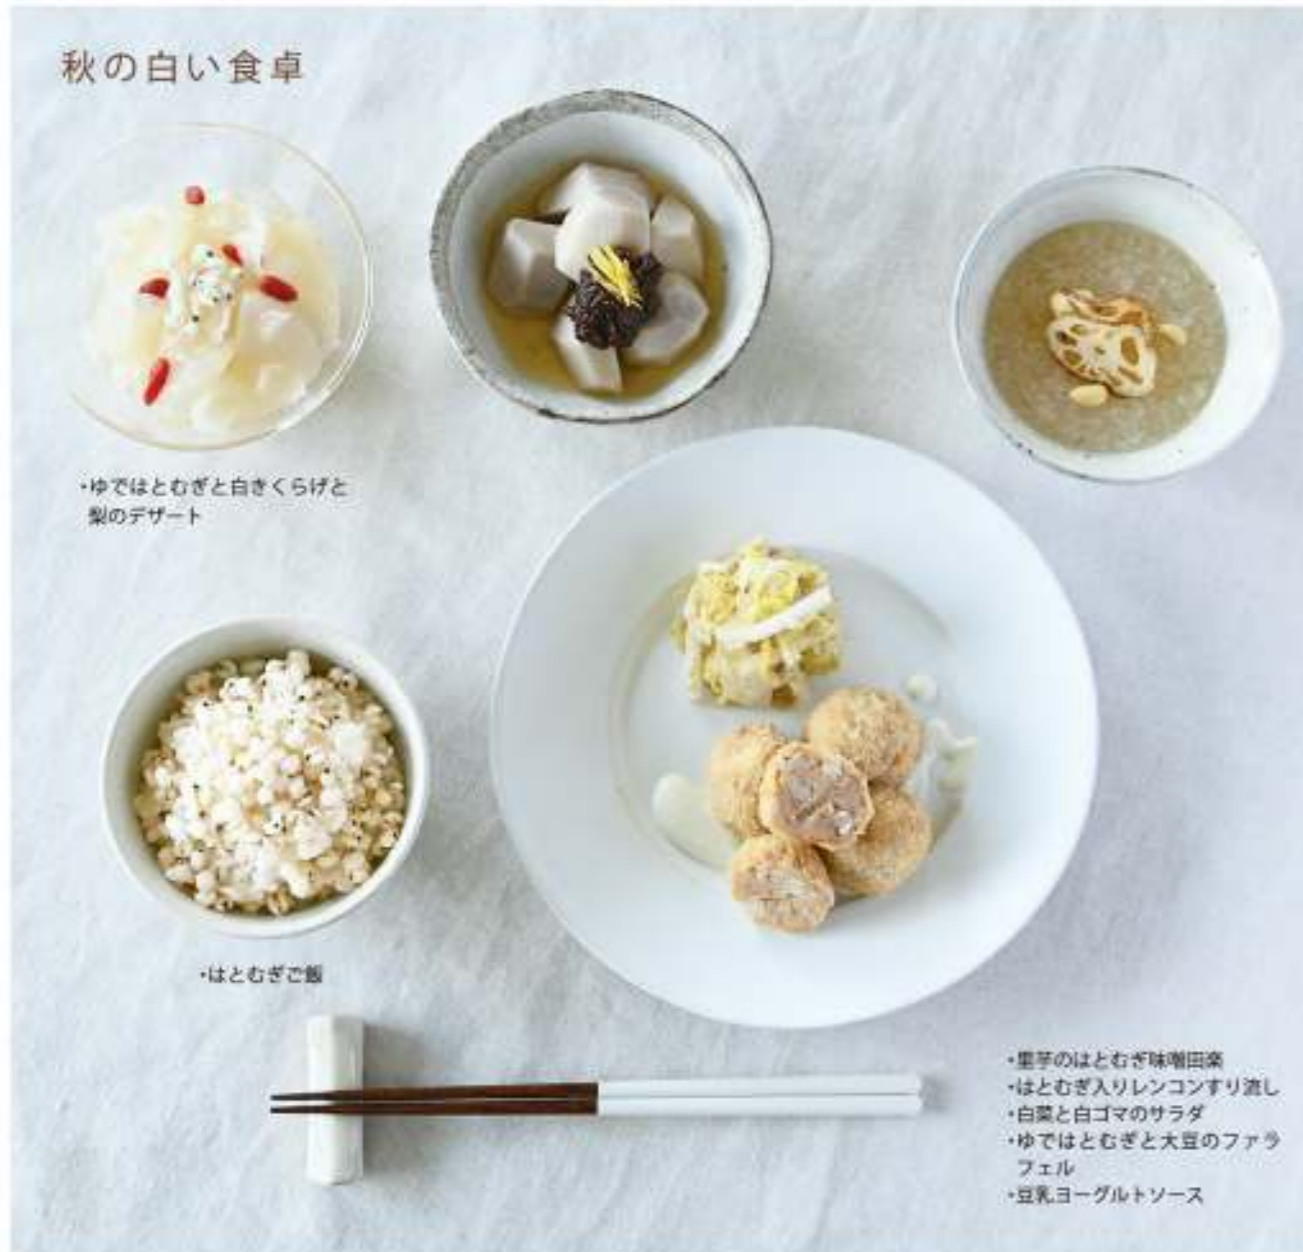 秋の白い食卓
・ゆではとむぎと白きくらげと
梨のデザート
・はとむぎご飯
・里芋のはとむぎ味噌田楽
・はとむぎ入りレンコンすり流し
・白菜と白ゴマのサラダ
・ゆではとむぎと大豆のファラ
フェル
・豆乳ヨーグルトソース